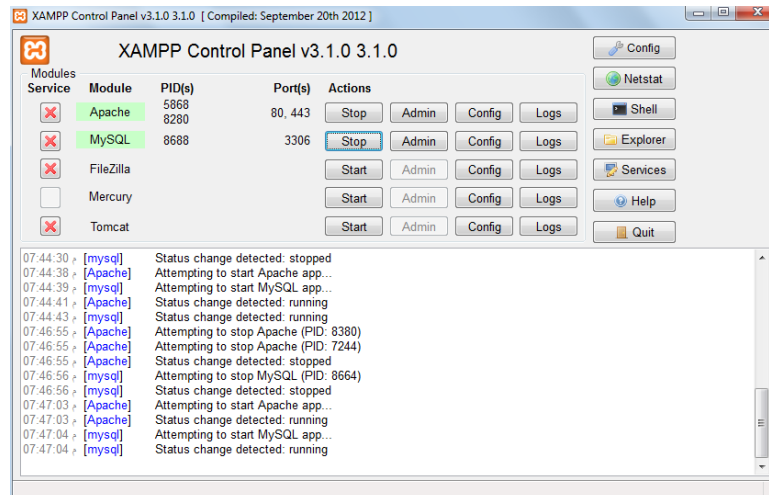 XAMPP Control Panel v3.1.0 3.1.0 [ Compiled: September 20th 2012 ]
XAMPP Control Panel v3.1.0 3.1.0
Config
Modules
Service Module PID(s) Port(s) Actions
Netstat
Apache 5868 8280 80, 443 Stop Admin Config Logs
Shell
MySQL 8688 3306 Stop Admin Config Logs
Explorer
FileZilla Start Admin Config Logs
Services
Mercury Start Admin Config Logs
Help
Tomcat Start Admin Config Logs
Quit
07:44:30 م [mysql] Status change detected: stopped
07:44:38 م [Apache] Attempting to start Apache app...
07:44:39 م [mysql] Attempting to start MySQL app...
07:44:41 م [Apache] Status change detected: running
07:44:43 م [mysql] Status change detected: running
07:46:55 م [Apache] Attempting to stop Apache (PID: 8380)
07:46:55 م [Apache] Attempting to stop Apache (PID: 7244)
07:46:55 م [Apache] Status change detected: stopped
07:46:56 م [mysql] Attempting to stop MySQL (PID: 8664)
07:46:56 م [mysql] Status change detected: stopped
07:47:03 م [Apache] Attempting to start Apache app...
07:47:03 م [Apache] Status change detected: running
07:47:04 م [mysql] Attempting to start MySQL app...
07:47:04 م [mysql] Status change detected: running